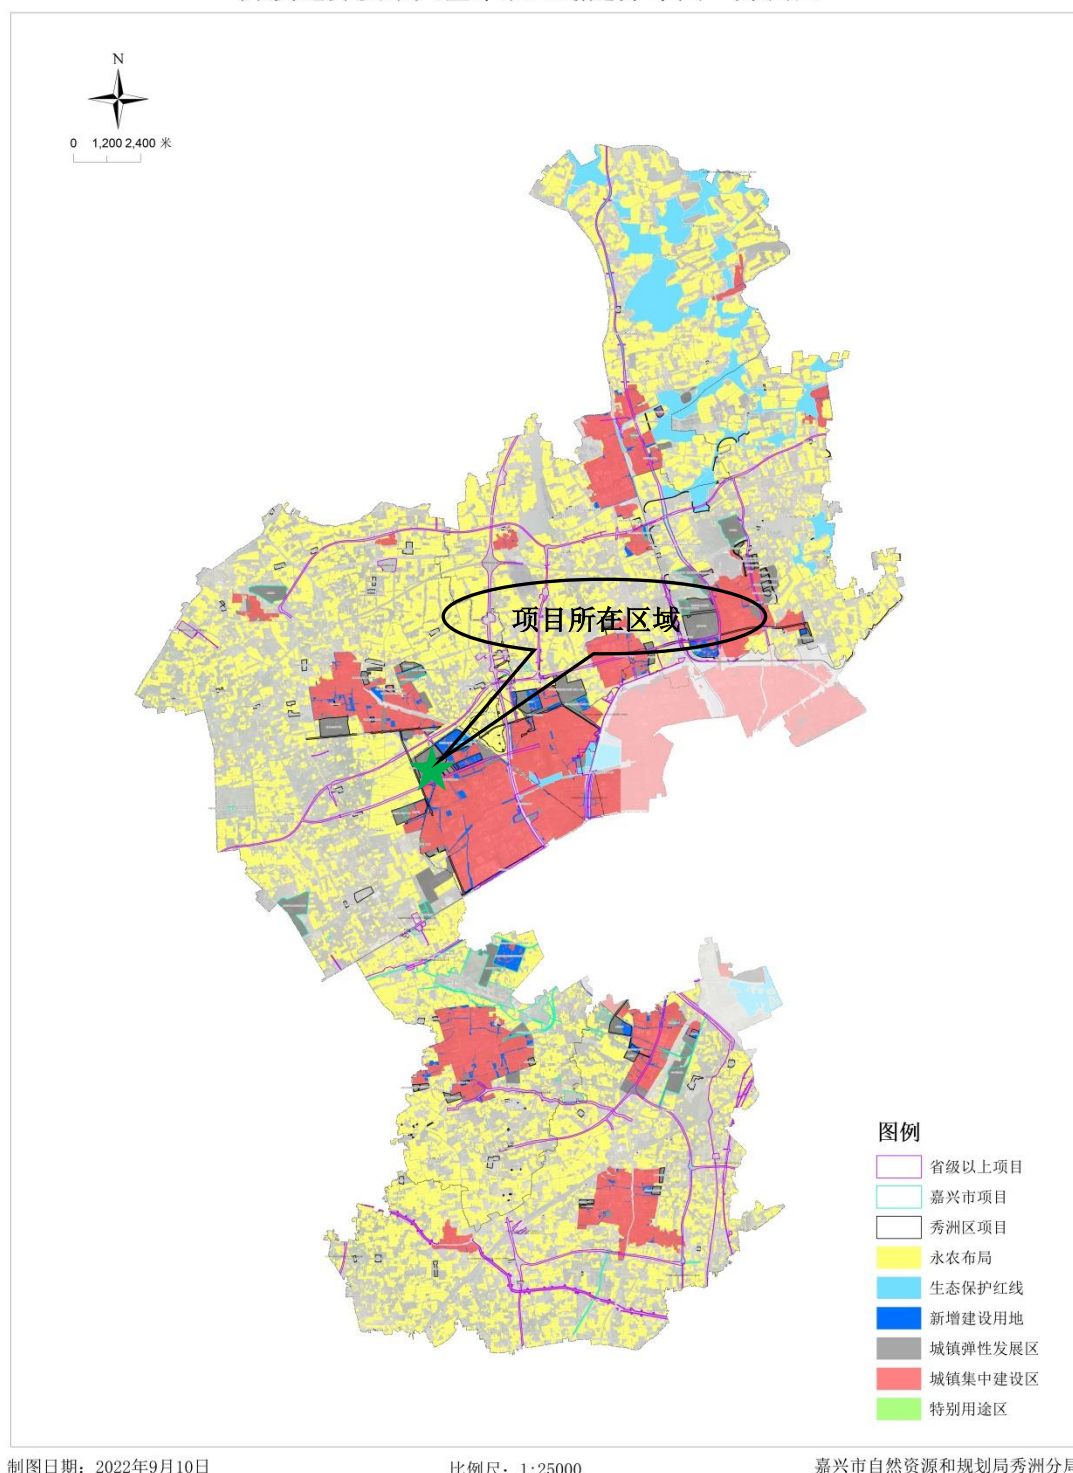 N
0 1,200 2,400 米
项目所在区域
图例
省级以上项目
嘉兴市项目
秀洲区项目
永农布局
生态保护红线
新增建设用地
城镇弹性发展区
城镇集中建设区
特别用途区
制图日期：2022年9月10日
比例尺：1:25000
嘉兴市自然资源和规划局秀洲分局